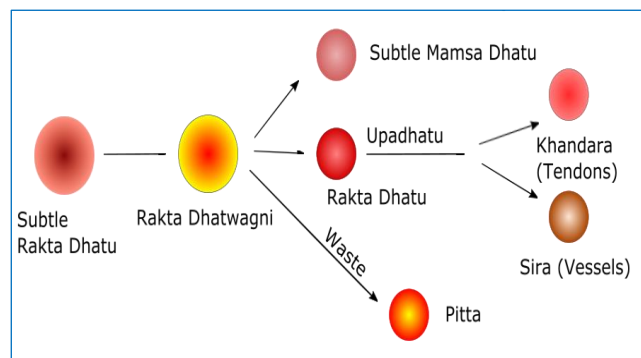 Subtle
Rakta Dhatu
Rakta Dhatwagni
Subtle Mamsa Dhatu
Upadhatu
Rakta Dhatu
Waste
Pitta
Khandara
(Tendons)
Sira (Vessels)